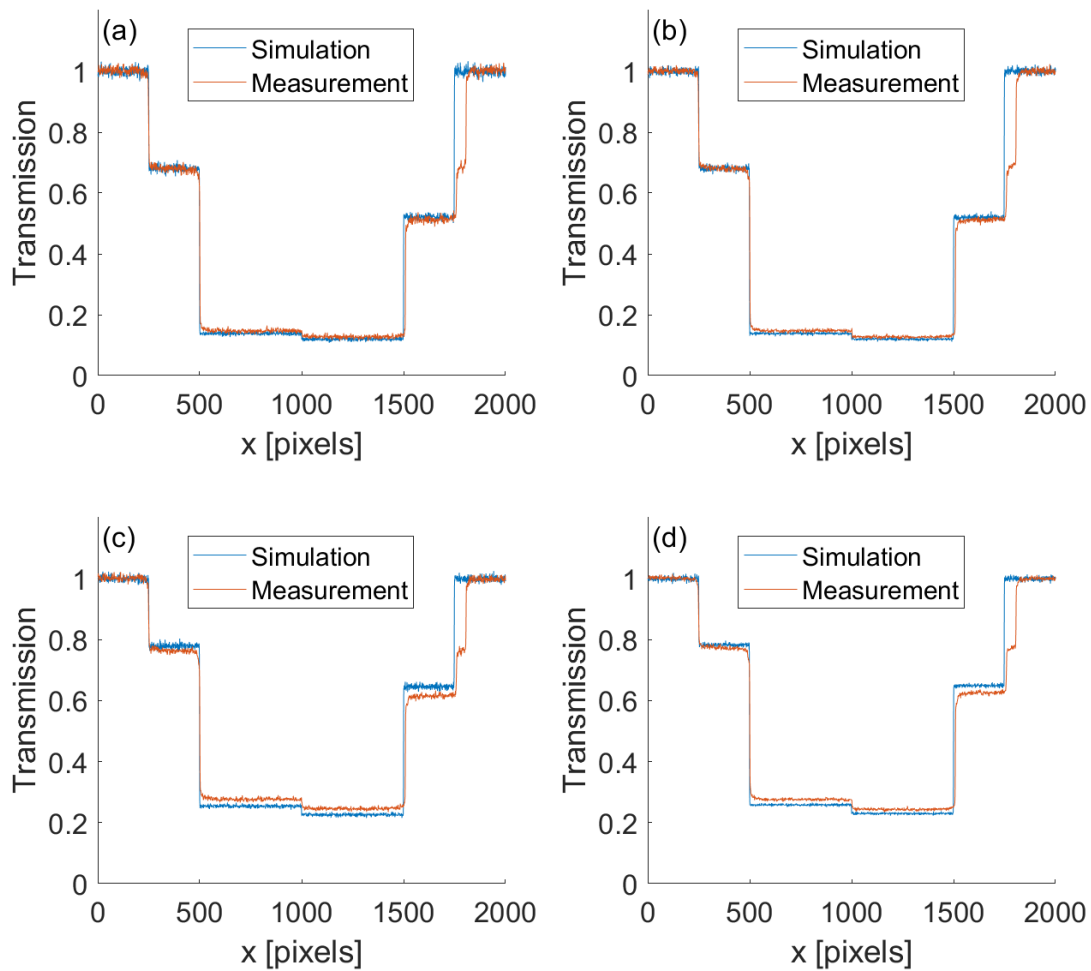 (a)
Simulation
Measurement
1
0.8
0.6
0.4
0.2
0
Transmission
0 500 1000 1500 2000
x [pixels]
(b)
Simulation
Measurement
1
0.8
0.6
0.4
0.2
0
Transmission
0 500 1000 1500 2000
x [pixels]
(c)
Simulation
Measurement
1
0.8
0.6
0.4
0.2
0
Transmission
0 500 1000 1500 2000
x [pixels]
(d)
Simulation
Measurement
1
0.8
0.6
0.4
0.2
0
Transmission
0 500 1000 1500 2000
x [pixels]